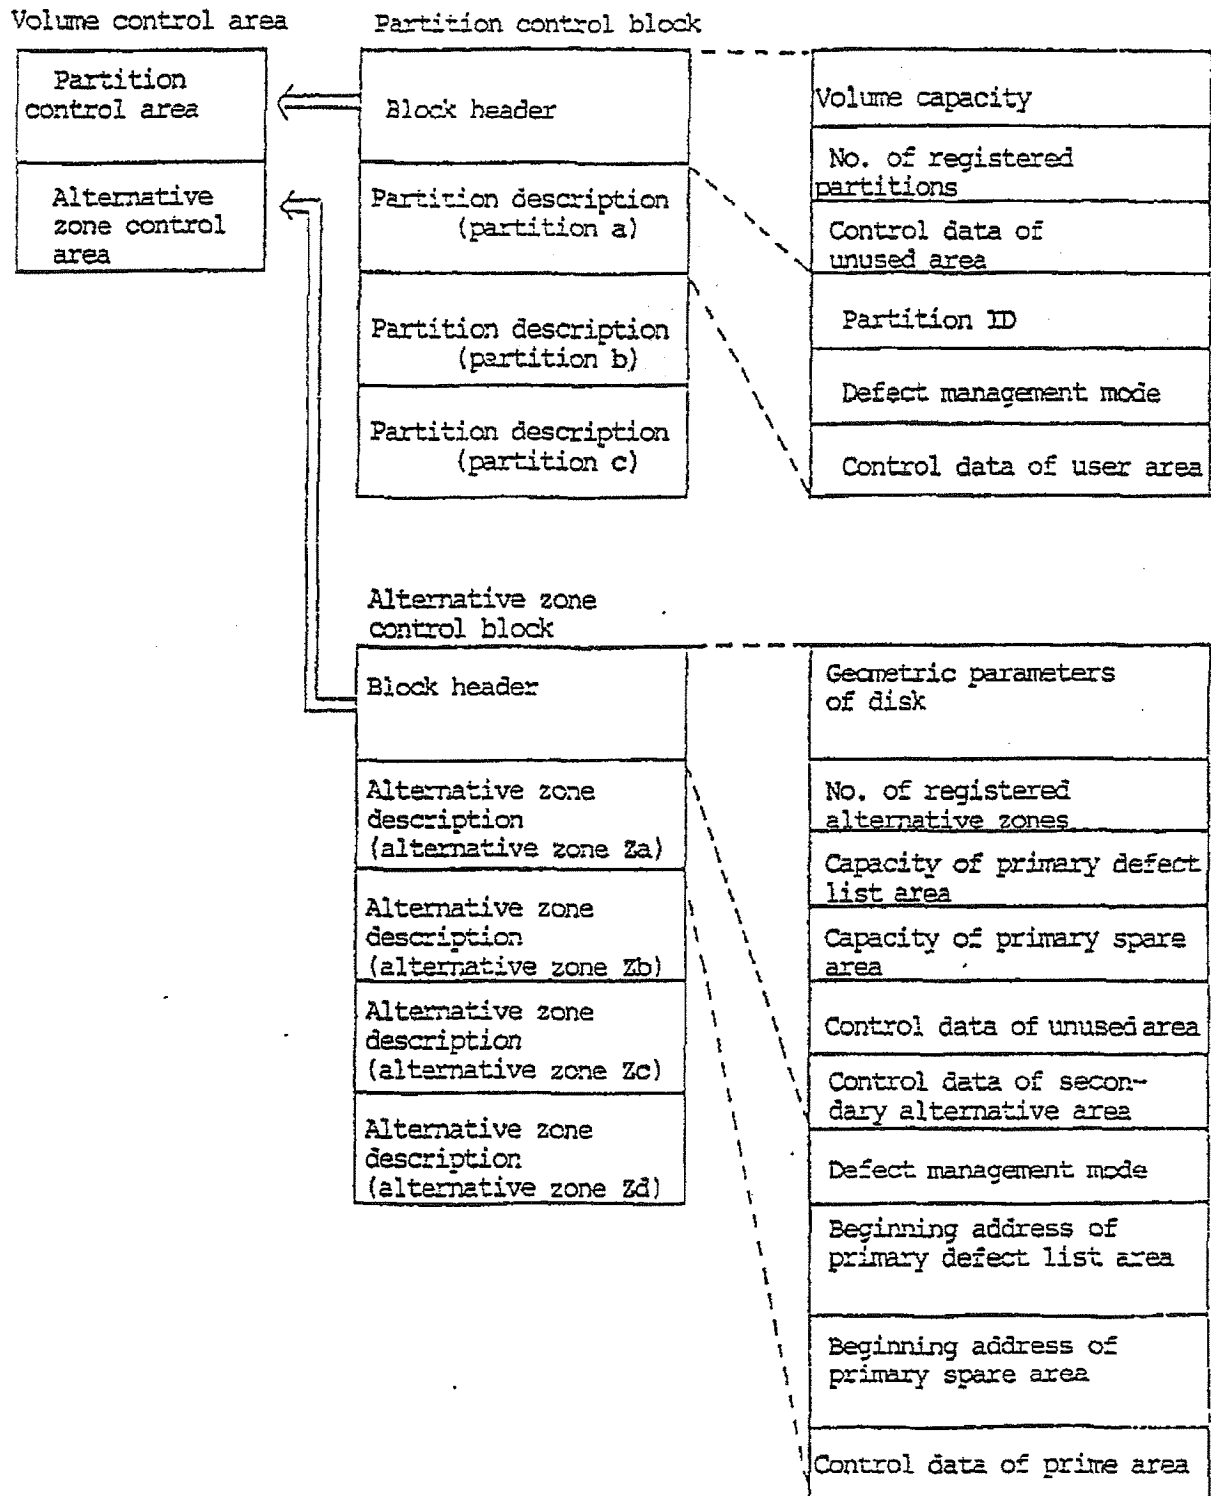 Volume control area
Partition
control area
Alternative
zone control
area
Partition control block
Block header
Partition description
(partition a)
Partition description
(partition b)
Partition description
(partition c)
Volume capacity
No. of registered
partitions
Control data of
unused area
Partition ID
Defect management mode
Control data of user area
Alternative zone
control block
Block header
Alternative zone
description
(alternative zone Za)
Alternative zone
description
(alternative zone Zb)
Alternative zone
description
(alternative zone Zc)
Alternative zone
description
(alternative zone Zd)
Geometric parameters
of disk
No. of registered
alternative zones
Capacity of primary defect
list area
Capacity of primary spare
area
Control data of unused area
Control data of secon-
dary alternative area
Defect management mode
Beginning address of
primary defect list area
Beginning address of
primary spare area
Control data of prime area